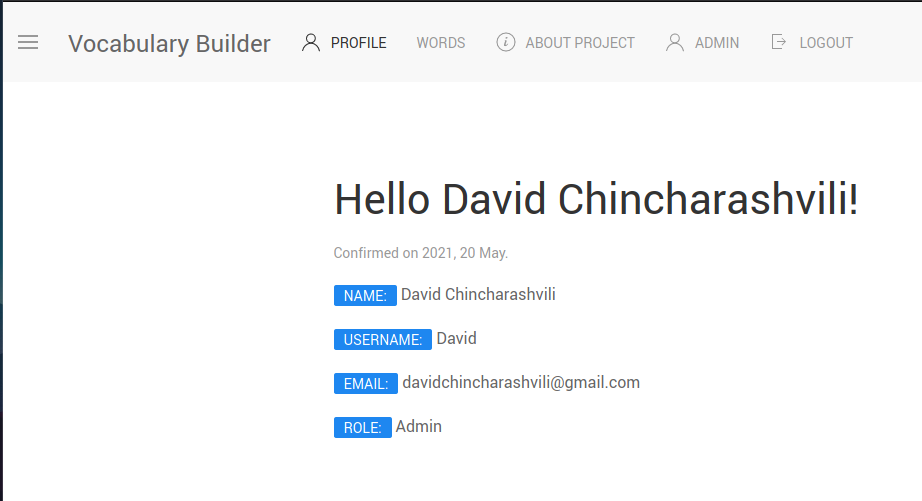 Vocabulary Builder PROFILE WORDS ABOUT PROJECT ADMIN LOGOUT
Hello David Chincharashvili!
Confirmed on 2021, 20 May.
NAME: David Chincharashvili
USERNAME: David
EMAIL: davidchincharashvili@gmail.com
ROLE: Admin